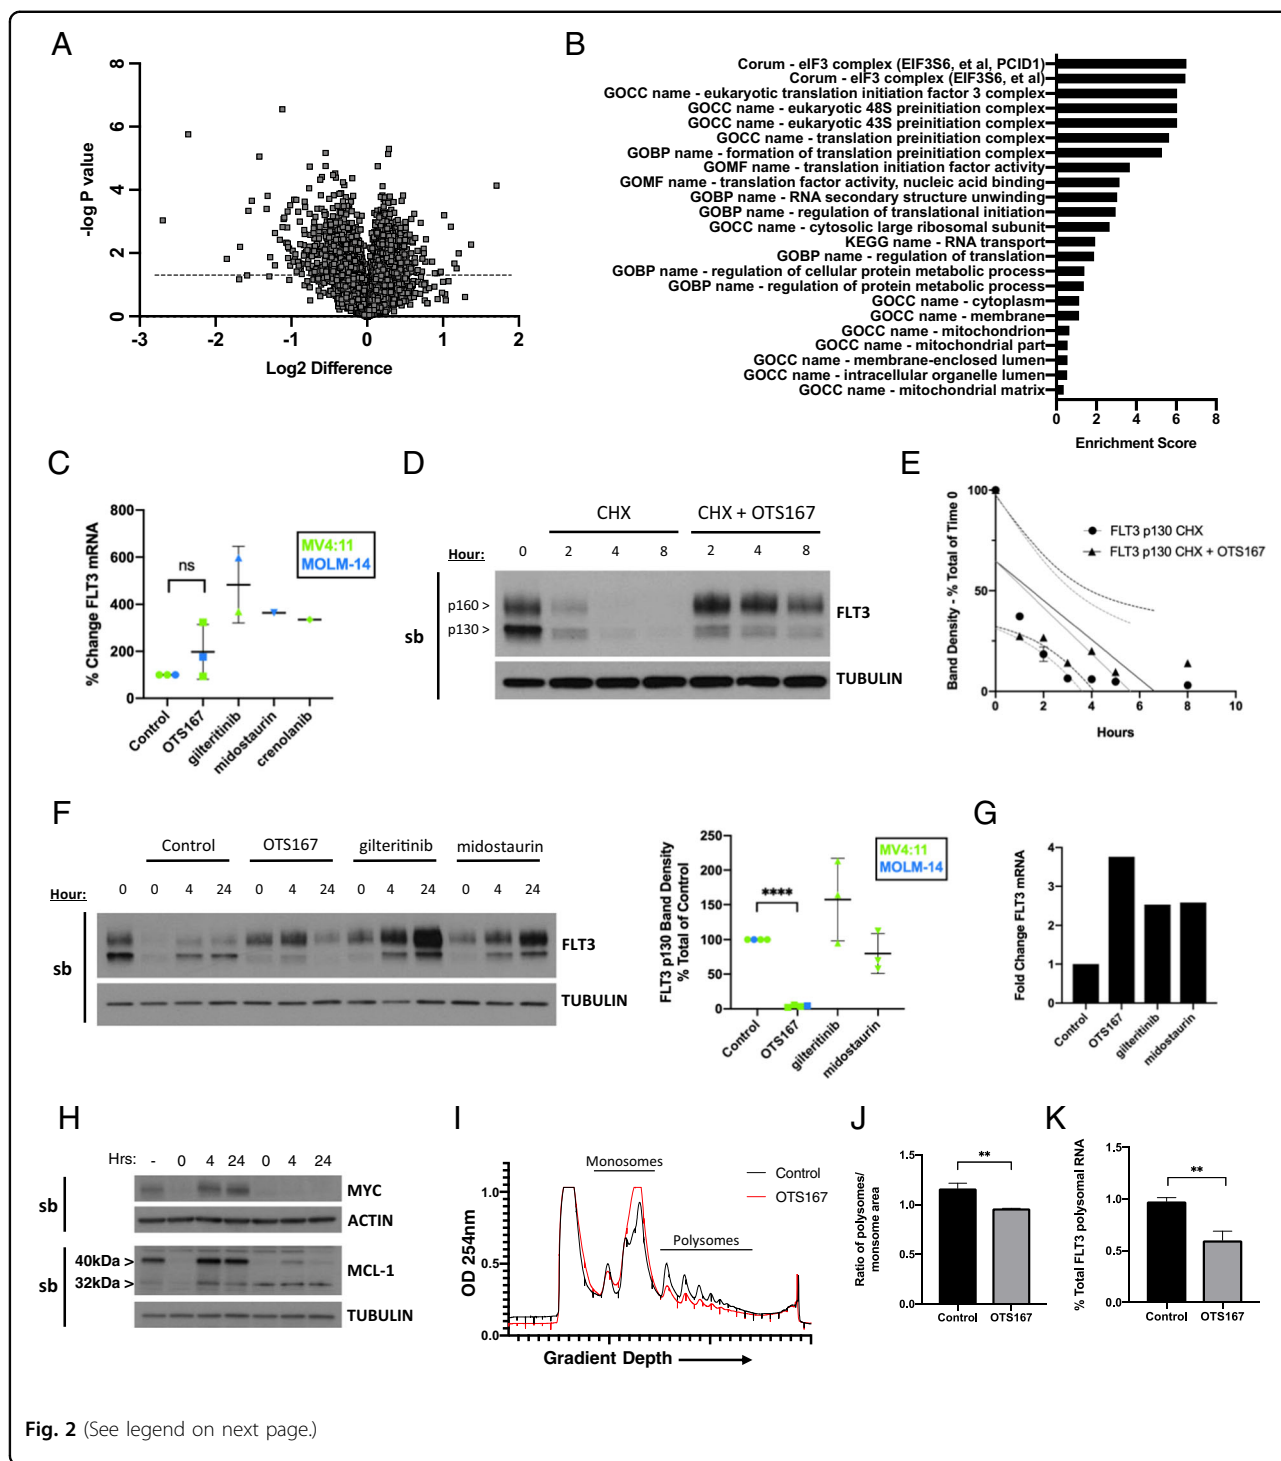 A
8
6
4
2
0
-log P value
-3
-2
-1
0
1
2
Log2 Difference
B
Corum - eIF3 complex (EIF3S6, et al, PCID1)
Corum - eIF3 complex (EIF3S6, et al)
GOCC name - eukaryotic translation initiation factor 3 complex
GOCC name - eukaryotic 48S preinitiation complex
GOCC name - eukaryotic 43S preinitiation complex
GOCC name - translation preinitiation complex
GOBP name - formation of translation preinitiation complex
GOMF name - translation initiation factor activity
GOMF name - translation factor activity, nucleic acid binding
GOBP name - RNA secondary structure unwinding
GOBP name - regulation of translational initiation
GOCC name - cytosolic large ribosomal subunit
KEGG name - RNA transport
GOBP name - regulation of translation
GOBP name - regulation of cellular protein metabolic process
GOBP name - regulation of protein metabolic process
GOCC name - cytoplasm
GOCC name - membrane
GOCC name - mitochondrion
GOCC name - mitochondrial part
GOCC name - membrane-enclosed lumen
GOCC name - intracellular organelle lumen
GOCC name - mitochondrial matrix
0 2 4 6 8
Enrichment Score
C
% Change FLT3 mRNA
800
600
400
200
0
ns
MV4:11
MOLM-14
Control
OTS167
gilteritinib
midostaurin
crenolanib
D
CHX
CHX + OTS167
Hour: 0 2 4 8 2 4 8
sb
p160 >
p130 >
FLT3
TUBULIN
E
Band Density - % Total of Time 0
100
50
0
FLT3 p130 CHX
FLT3 p130 CHX + OTS167
0 2 4 6 8 10
Hours
F
Control
OTS167
gilteritinib
midostaurin
Hour: 0 0 4 24 0 4 24 0 4 24 0 4 24
sb
FLT3
TUBULIN
FLT3 p130 Band Density
% Total of Control
250
200
150
100
50
0
****
MV4:11
MOLM-14
Control
OTS167
gilteritinib
midostaurin
G
Fold Change FLT3 mRNA
4
3
2
1
0
Control
OTS167
gilteritinib
midostaurin
H
Hrs: - 0 4 24 0 4 24
sb
MYC
ACTIN
sb
40kDa >
32kDa >
MCL-1
TUBULIN
I
OD 254nm
1.0
0.5
0.0
Monosomes
Polysomes
Control
OTS167
Gradient Depth
J
Ratio of polysomes/
monsome area
1.5
1.0
0.5
0.0
**
Control
OTS167
K
% Total FLT3 polysomal RNA
1.5
1.0
0.5
0.0
**
Control
OTS167
Fig. 2 (See legend on next page.)